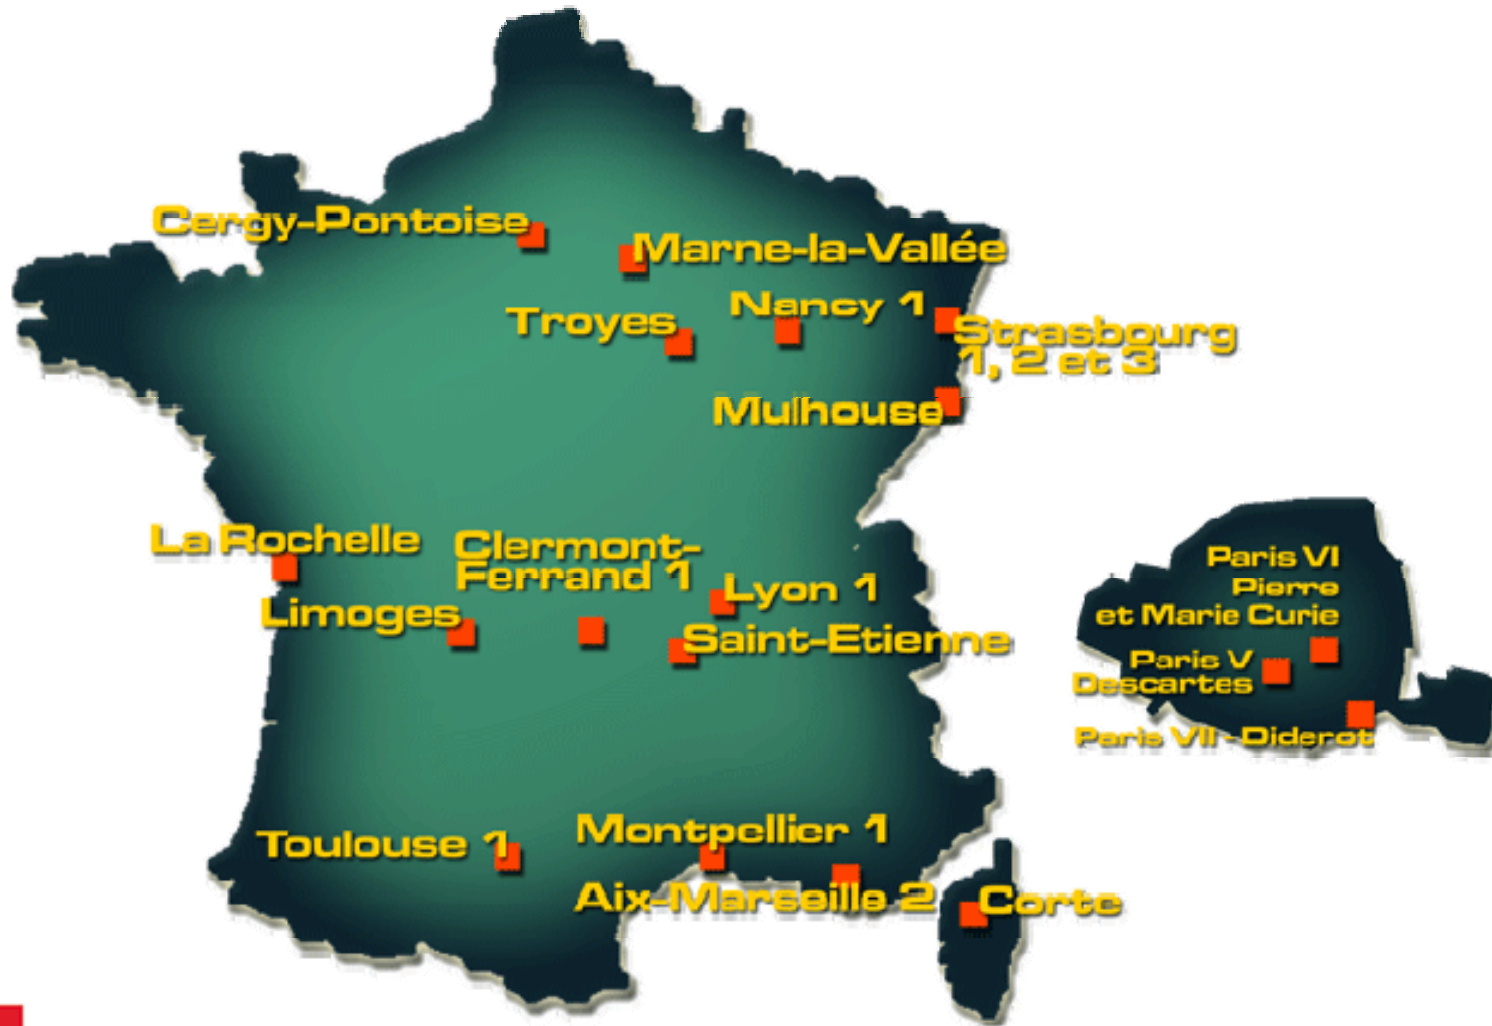 Cergy-Pontoise
Marne-la-Vallée
Nancy 1
Troyes
Strasbourg
1, 2 et 3
Mulhouse
La Rochelle
Clermont-
Ferrand 1
Lyon 1
Limoges
Saint-Etienne
Paris VI
Pierre
et Marie Curie
Paris V
Descartes
Paris VII - Diderot
Toulouse 1
Montpellier 1
Aix-Marseille 2
Corte